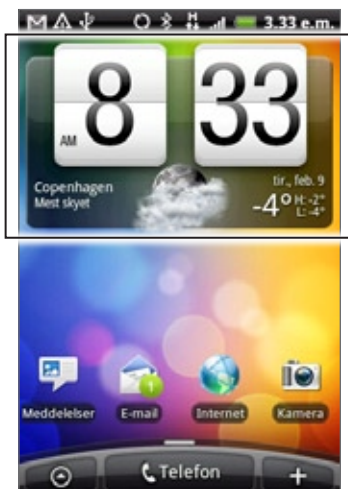 3.33 e.m.
8 33
AM
Copenhagen
Mest skyet
tir., feb. 9
-4° H: -2°
L: -4°
1
Meddelelser E-mail Internet Kamera
Telefon